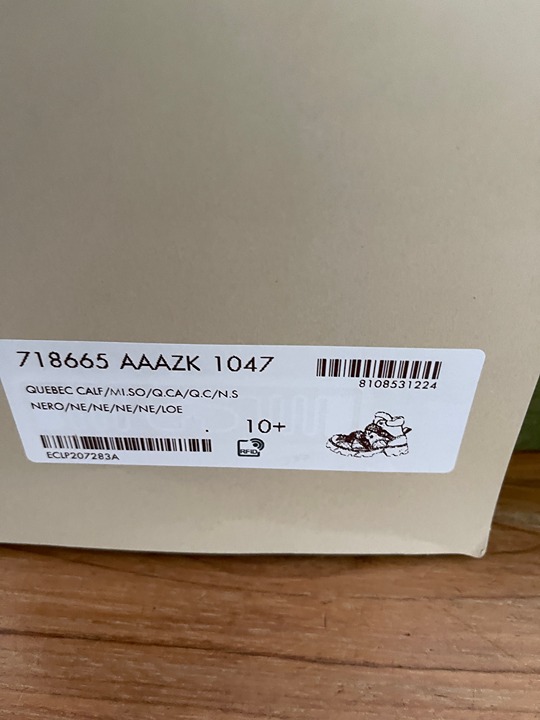 718665 AAAZK 1047
8108531224
QUEBEC CALF/MI.SO/Q.CA/Q.C/N.S
NERO/NE/NE/NE/NE/LOE
. 10+
RFID
ECLP207283A